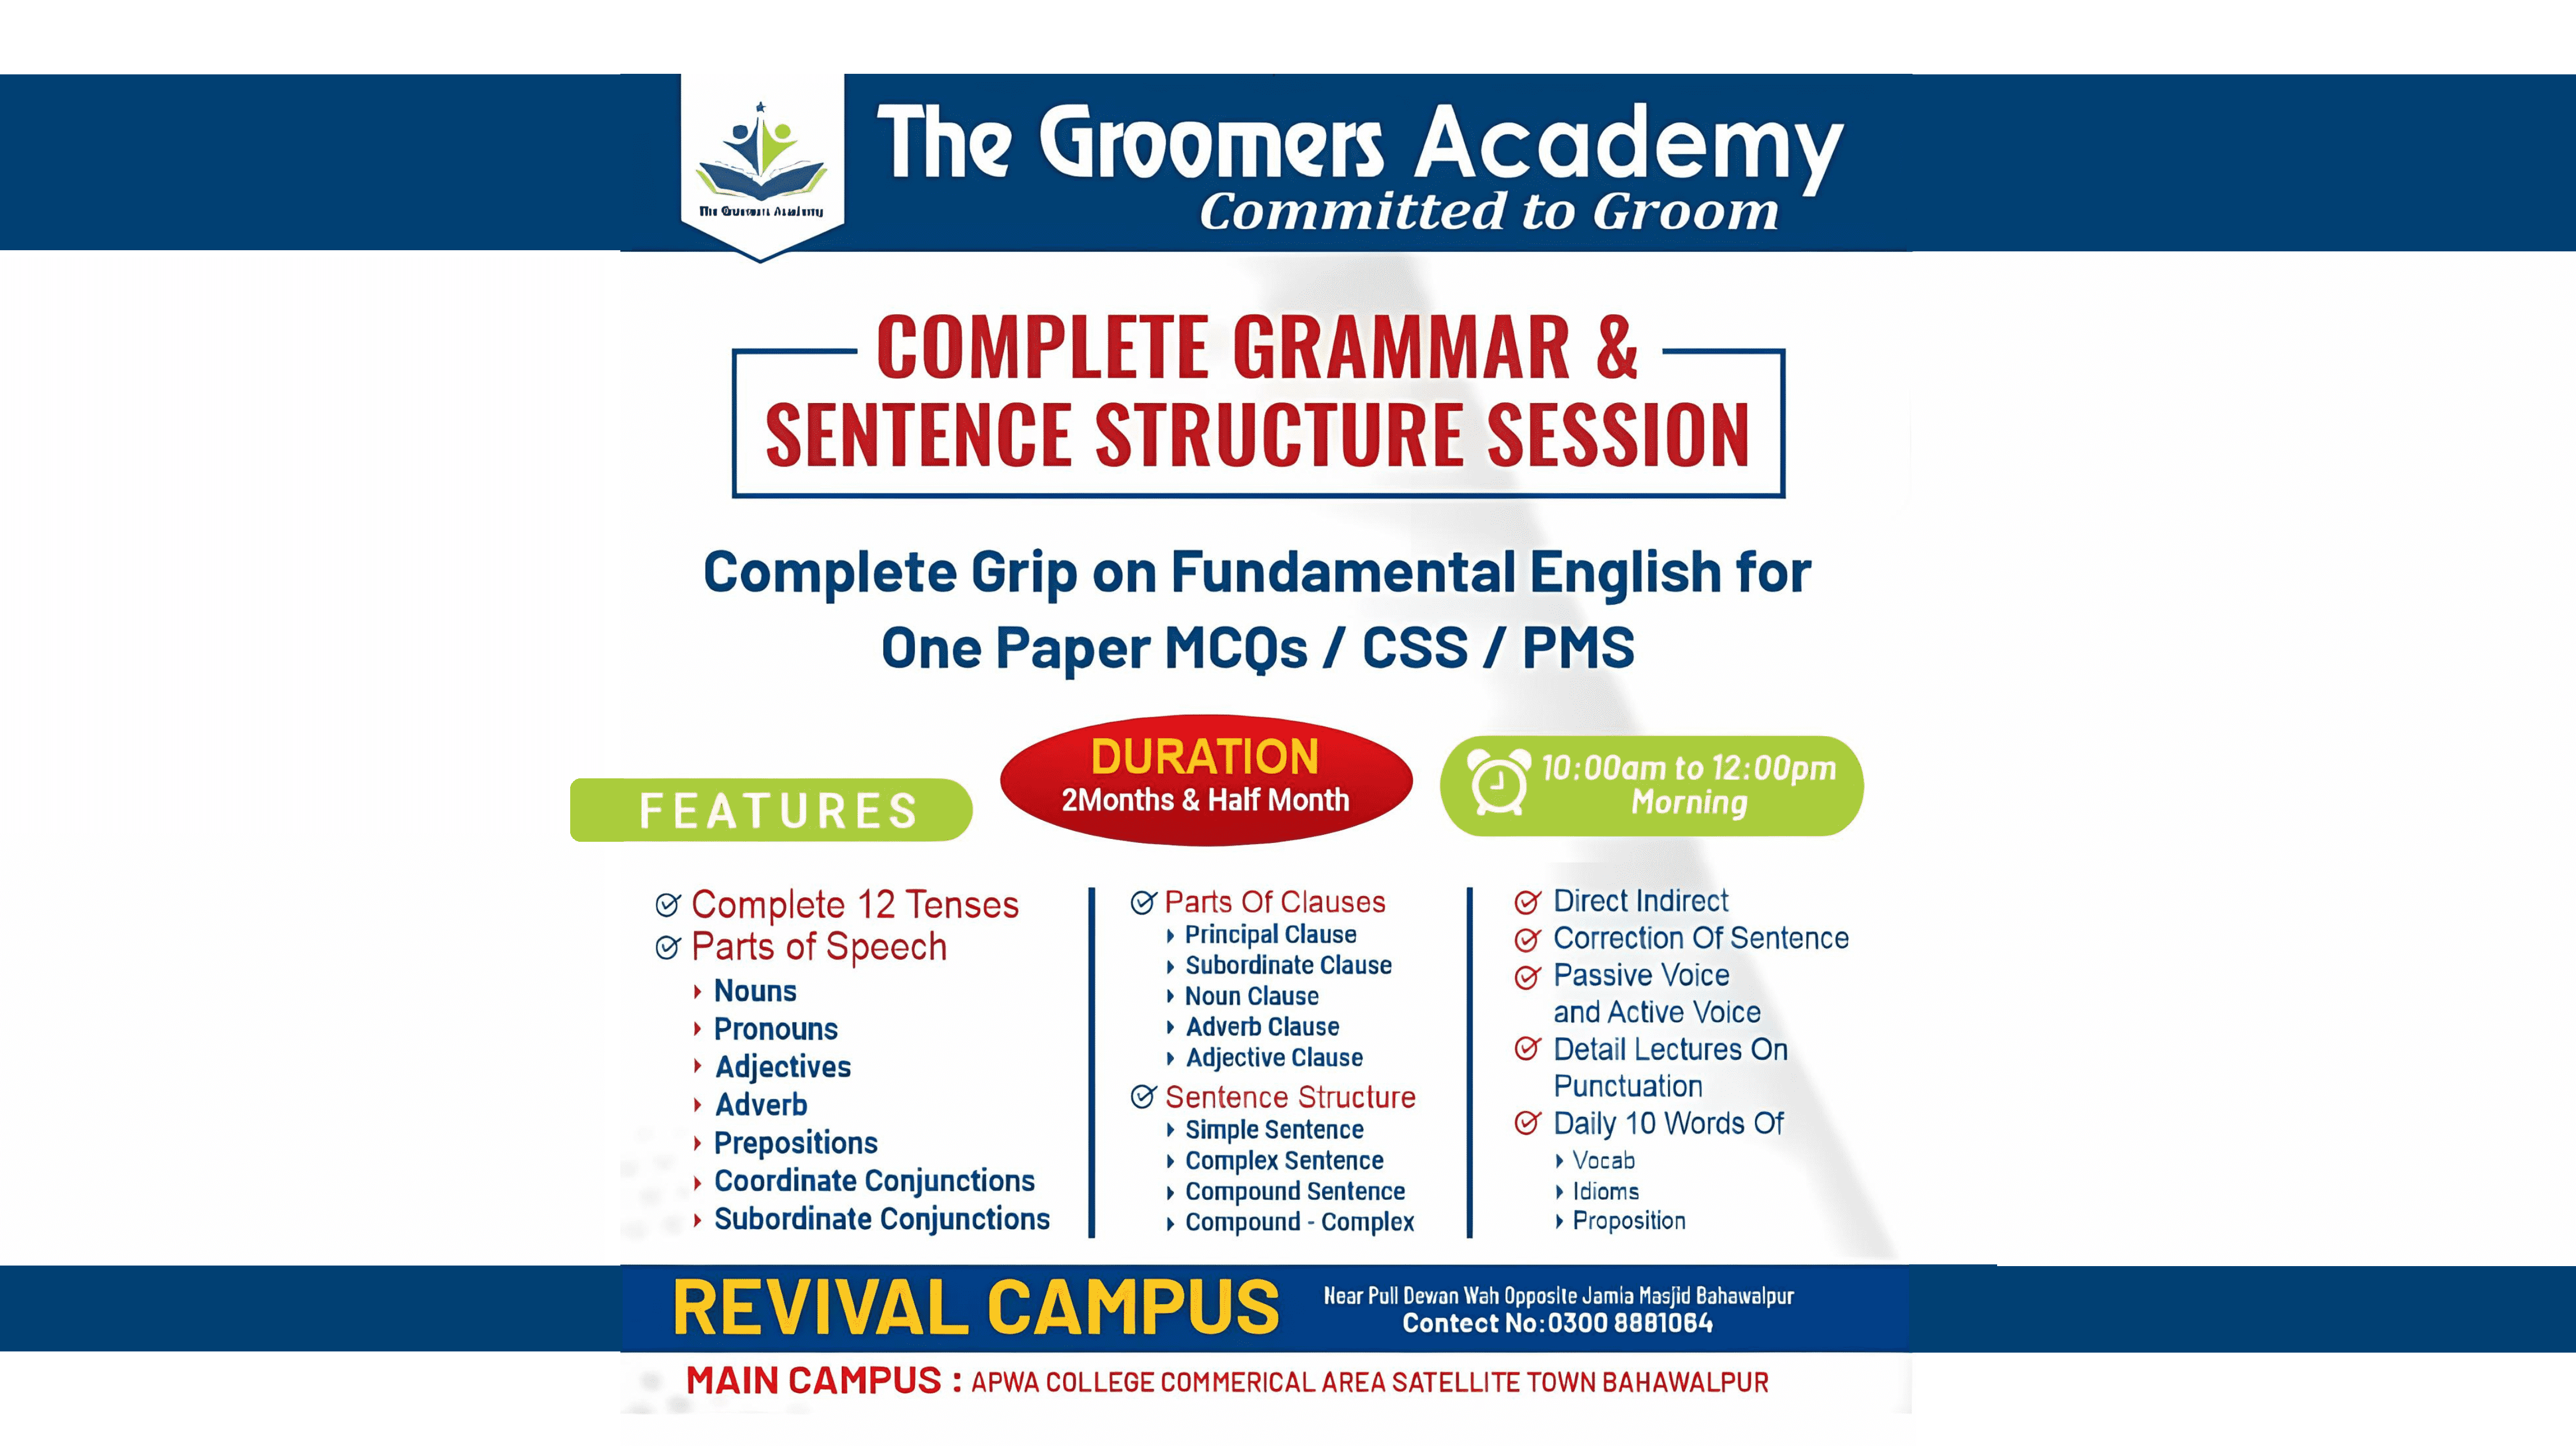 The Groomers Academy
Committed to Groom
The Groomers Academy
COMPLETE GRAMMAR &
SENTENCE STRUCTURE SESSION
Complete Grip on Fundamental English for
One Paper MCQs / CSS / PMS
DURATION
2Months & Half Month
10:00am to 12:00pm
Morning
FEATURES
Complete 12 Tenses
Parts of Speech
Nouns
Pronouns
Adjectives
Adverb
Prepositions
Coordinate Conjunctions
Subordinate Conjunctions
Parts Of Clauses
Principal Clause
Subordinate Clause
Noun Clause
Adverb Clause
Adjective Clause
Sentence Structure
Simple Sentence
Complex Sentence
Compound Sentence
Compound - Complex
Direct Indirect
Correction Of Sentence
Passive Voice
and Active Voice
Detail Lectures On
Punctuation
Daily 10 Words Of
Vocab
Idioms
Proposition
REVIVAL CAMPUS
Near Pull Dewan Wah Opposite Jamia Masjid Bahawalpur
Contect No:0300 8881064
MAIN CAMPUS : APWA COLLEGE COMMERICAL AREA SATELLITE TOWN BAHAWALPUR